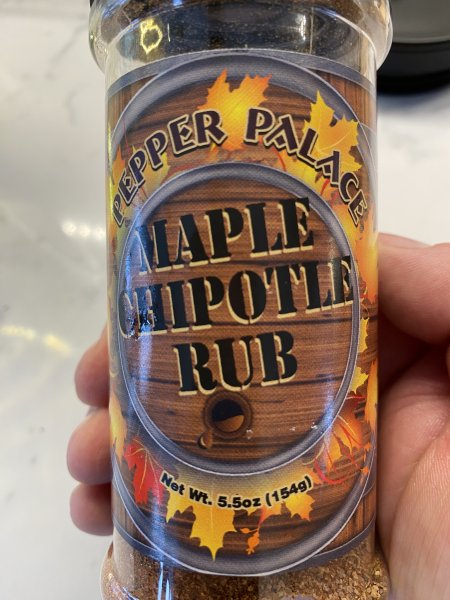 PEPPER PALACE
MAPLE
CHIPOTLE
RUB
Net Wt. 5.5oz (154g)